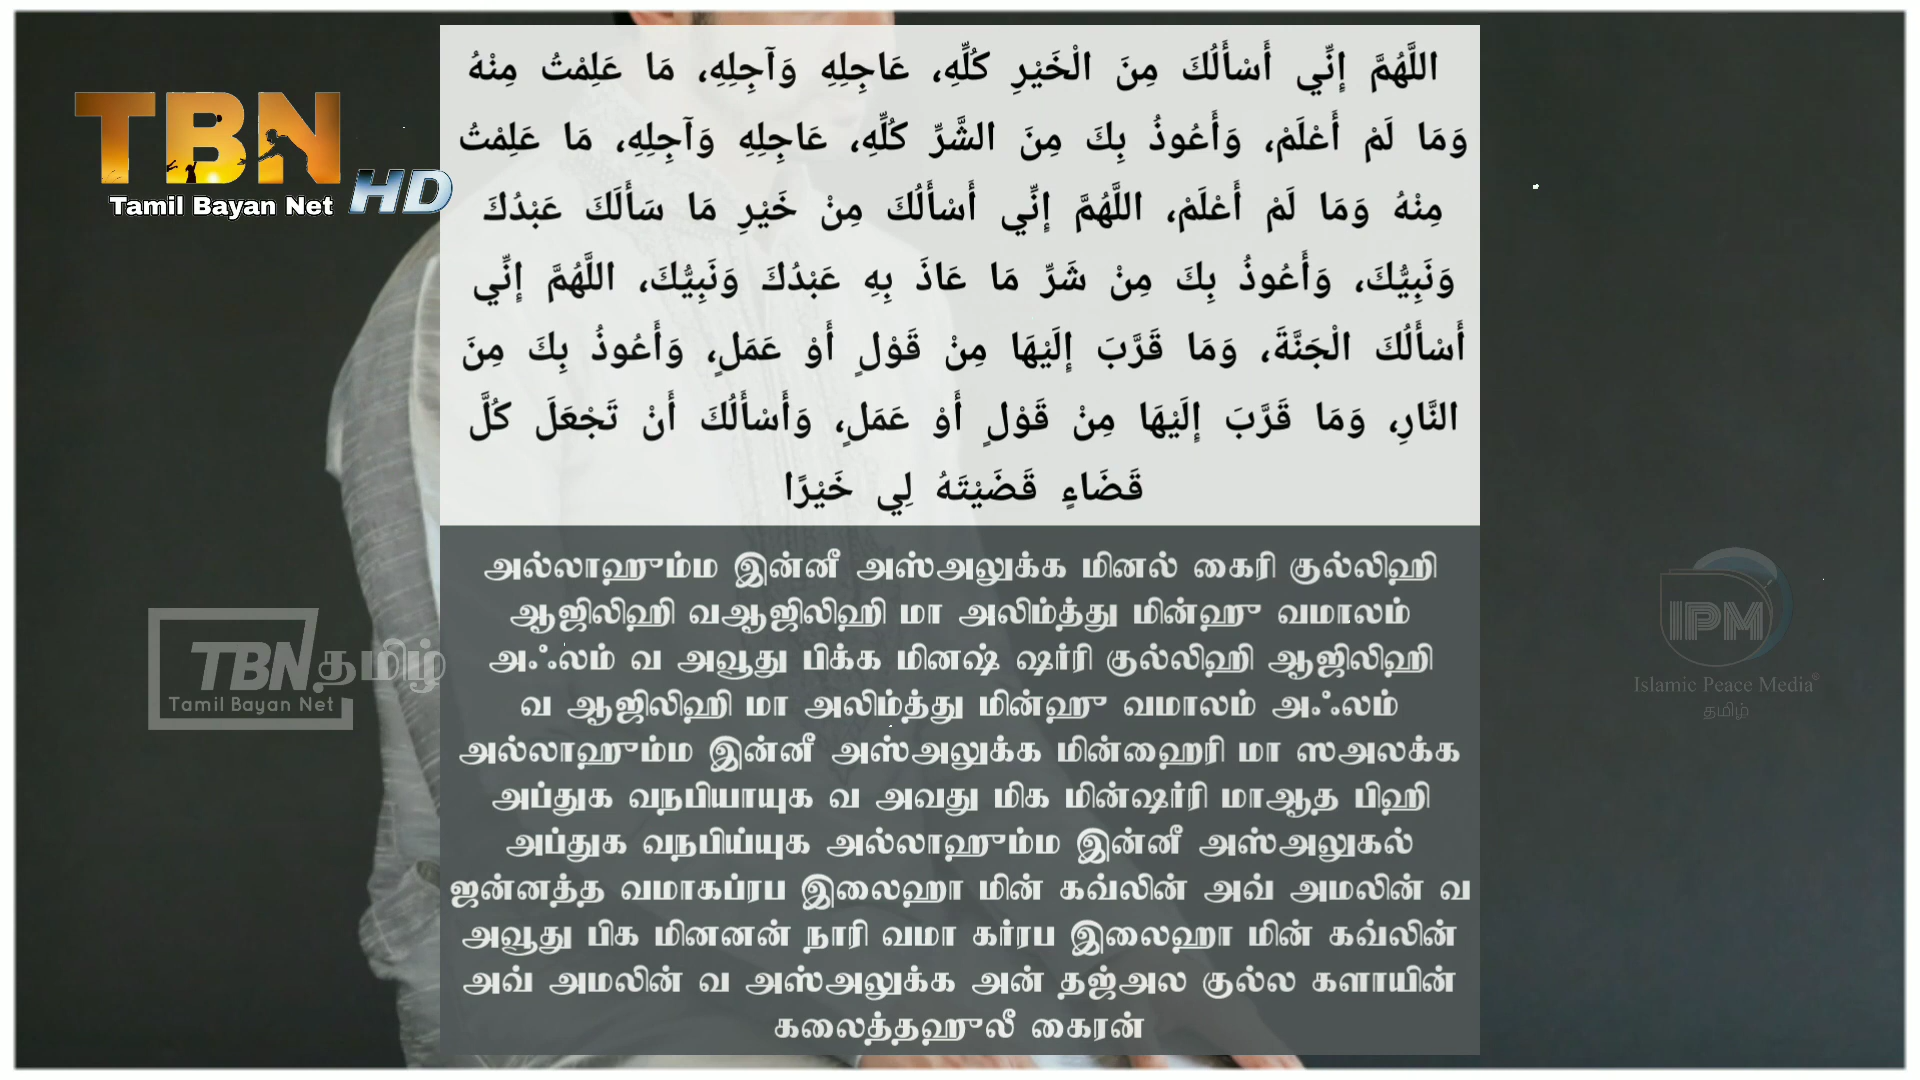 TBN HD
Tamil Bayan Net
اللَّهُمَّ إِنِّي أَسْأَلُكَ مِنَ الْخَيْرِ كُلِّهِ، عَاجِلِهِ وَآجِلِهِ، مَا عَلِمْتُ مِنْهُ
وَمَا لَمْ أَعْلَمْ، وَأَعُوذُ بِكَ مِنَ الشَّرِّ كُلِّهِ، عَاجِلِهِ وَآجِلِهِ، مَا عَلِمْتُ
مِنْهُ وَمَا لَمْ أَعْلَمْ، اللَّهُمَّ إِنِّي أَسْأَلُكَ مِنْ خَيْرِ مَا سَأَلَكَ عَبْدُكَ
وَنَبِيُّكَ، وَأَعُوذُ بِكَ مِنْ شَرِّ مَا عَاذَ بِهِ عَبْدُكَ وَنَبِيُّكَ، اللَّهُمَّ إِنِّي
أَسْأَلُكَ الْجَنَّةَ، وَمَا قَرَّبَ إِلَيْهَا مِنْ قَوْلٍ أَوْ عَمَلٍ، وَأَعُوذُ بِكَ مِنَ
النَّارِ، وَمَا قَرَّبَ إِلَيْهَا مِنْ قَوْلٍ أَوْ عَمَلٍ، وَأَسْأَلُكَ أَنْ تَجْعَلَ كُلَّ
قَضَاءٍ قَضَيْتَهُ لِي خَيْرًا
அல்லாஹும்ம இன்னீ அஸ்அலுக்க மினல் கைரி குல்லிஹி
ஆஜிலிஹி வஆஜிலிஹி மா அலிம்த்து மின்ஹு வமாலம்
அஃலம் வ அவூது பிக்க மினஷ் ஷர்ரி குல்லிஹி ஆஜிலிஹி
வ ஆஜிலிஹி மா அலிம்த்து மின்ஹு வமாலம் அஃலம்
அல்லாஹும்ம இன்னீ அஸ்அலுக்க மின்ஹைரி மா ஸஅலக்க
அப்துக வநபியாயுக வ அவது மிக மின்ஷர்ரி மாஆத பிஹி
அப்துக வநபிய்யுக அல்லாஹும்ம இன்னீ அஸ்அலுகல்
ஜன்னத்த வமாகப்ரப இலைஹா மின் கவ்லின் அவ் அமலின் வ
அவூது பிக மினனன் நாரி வமா கர்ரப இலைஹா மின் கவ்லின்
அவ் அமலின் வ அஸ்அலுக்க அன் தஜ்அல குல்ல களாயின்
கலைத்தஹுலீ கைரன்
TBN தமிழ்
Tamil Bayan Net
IPM
Islamic Peace Media
தமிழ்